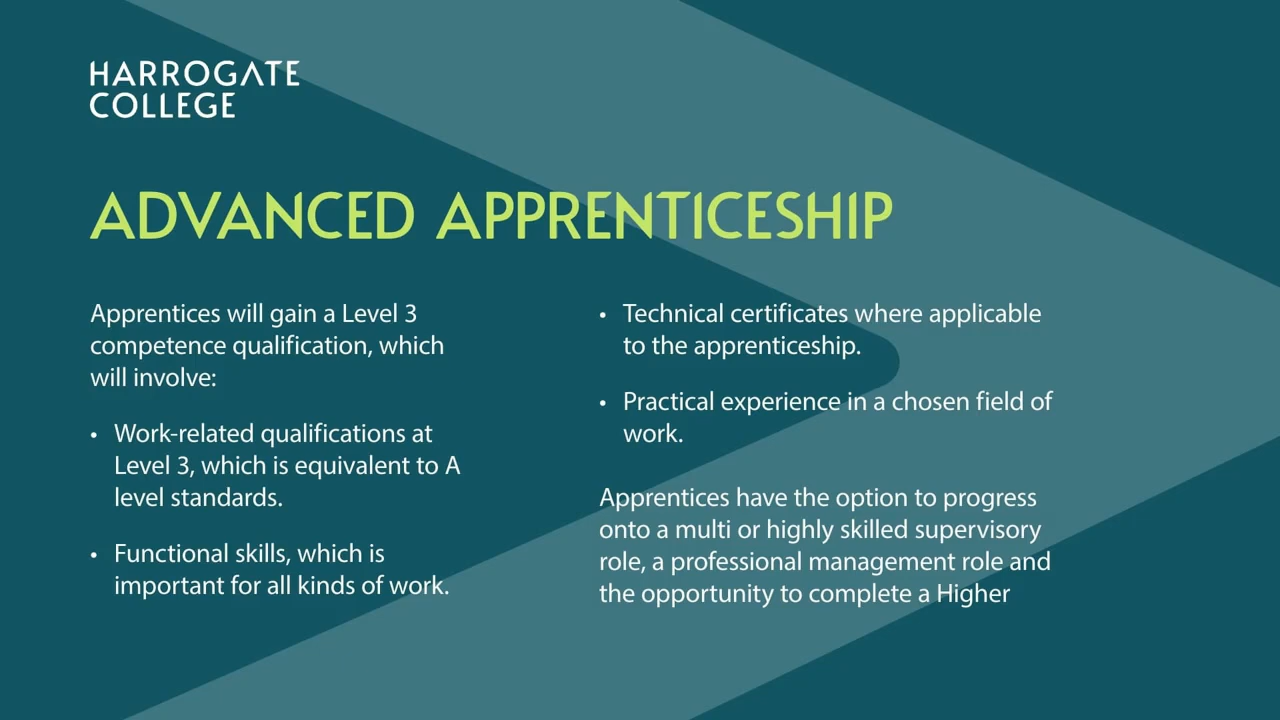 HARROGATE
COLLEGE
ADVANCED APPRENTICESHIP
Apprentices will gain a Level 3
competence qualification, which
will involve:
• Work-related qualifications at
Level 3, which is equivalent to A
level standards.
• Functional skills, which is
important for all kinds of work.
• Technical certificates where applicable
to the apprenticeship.
• Practical experience in a chosen field of
work.
Apprentices have the option to progress
onto a multi or highly skilled supervisory
role, a professional management role and
the opportunity to complete a Higher